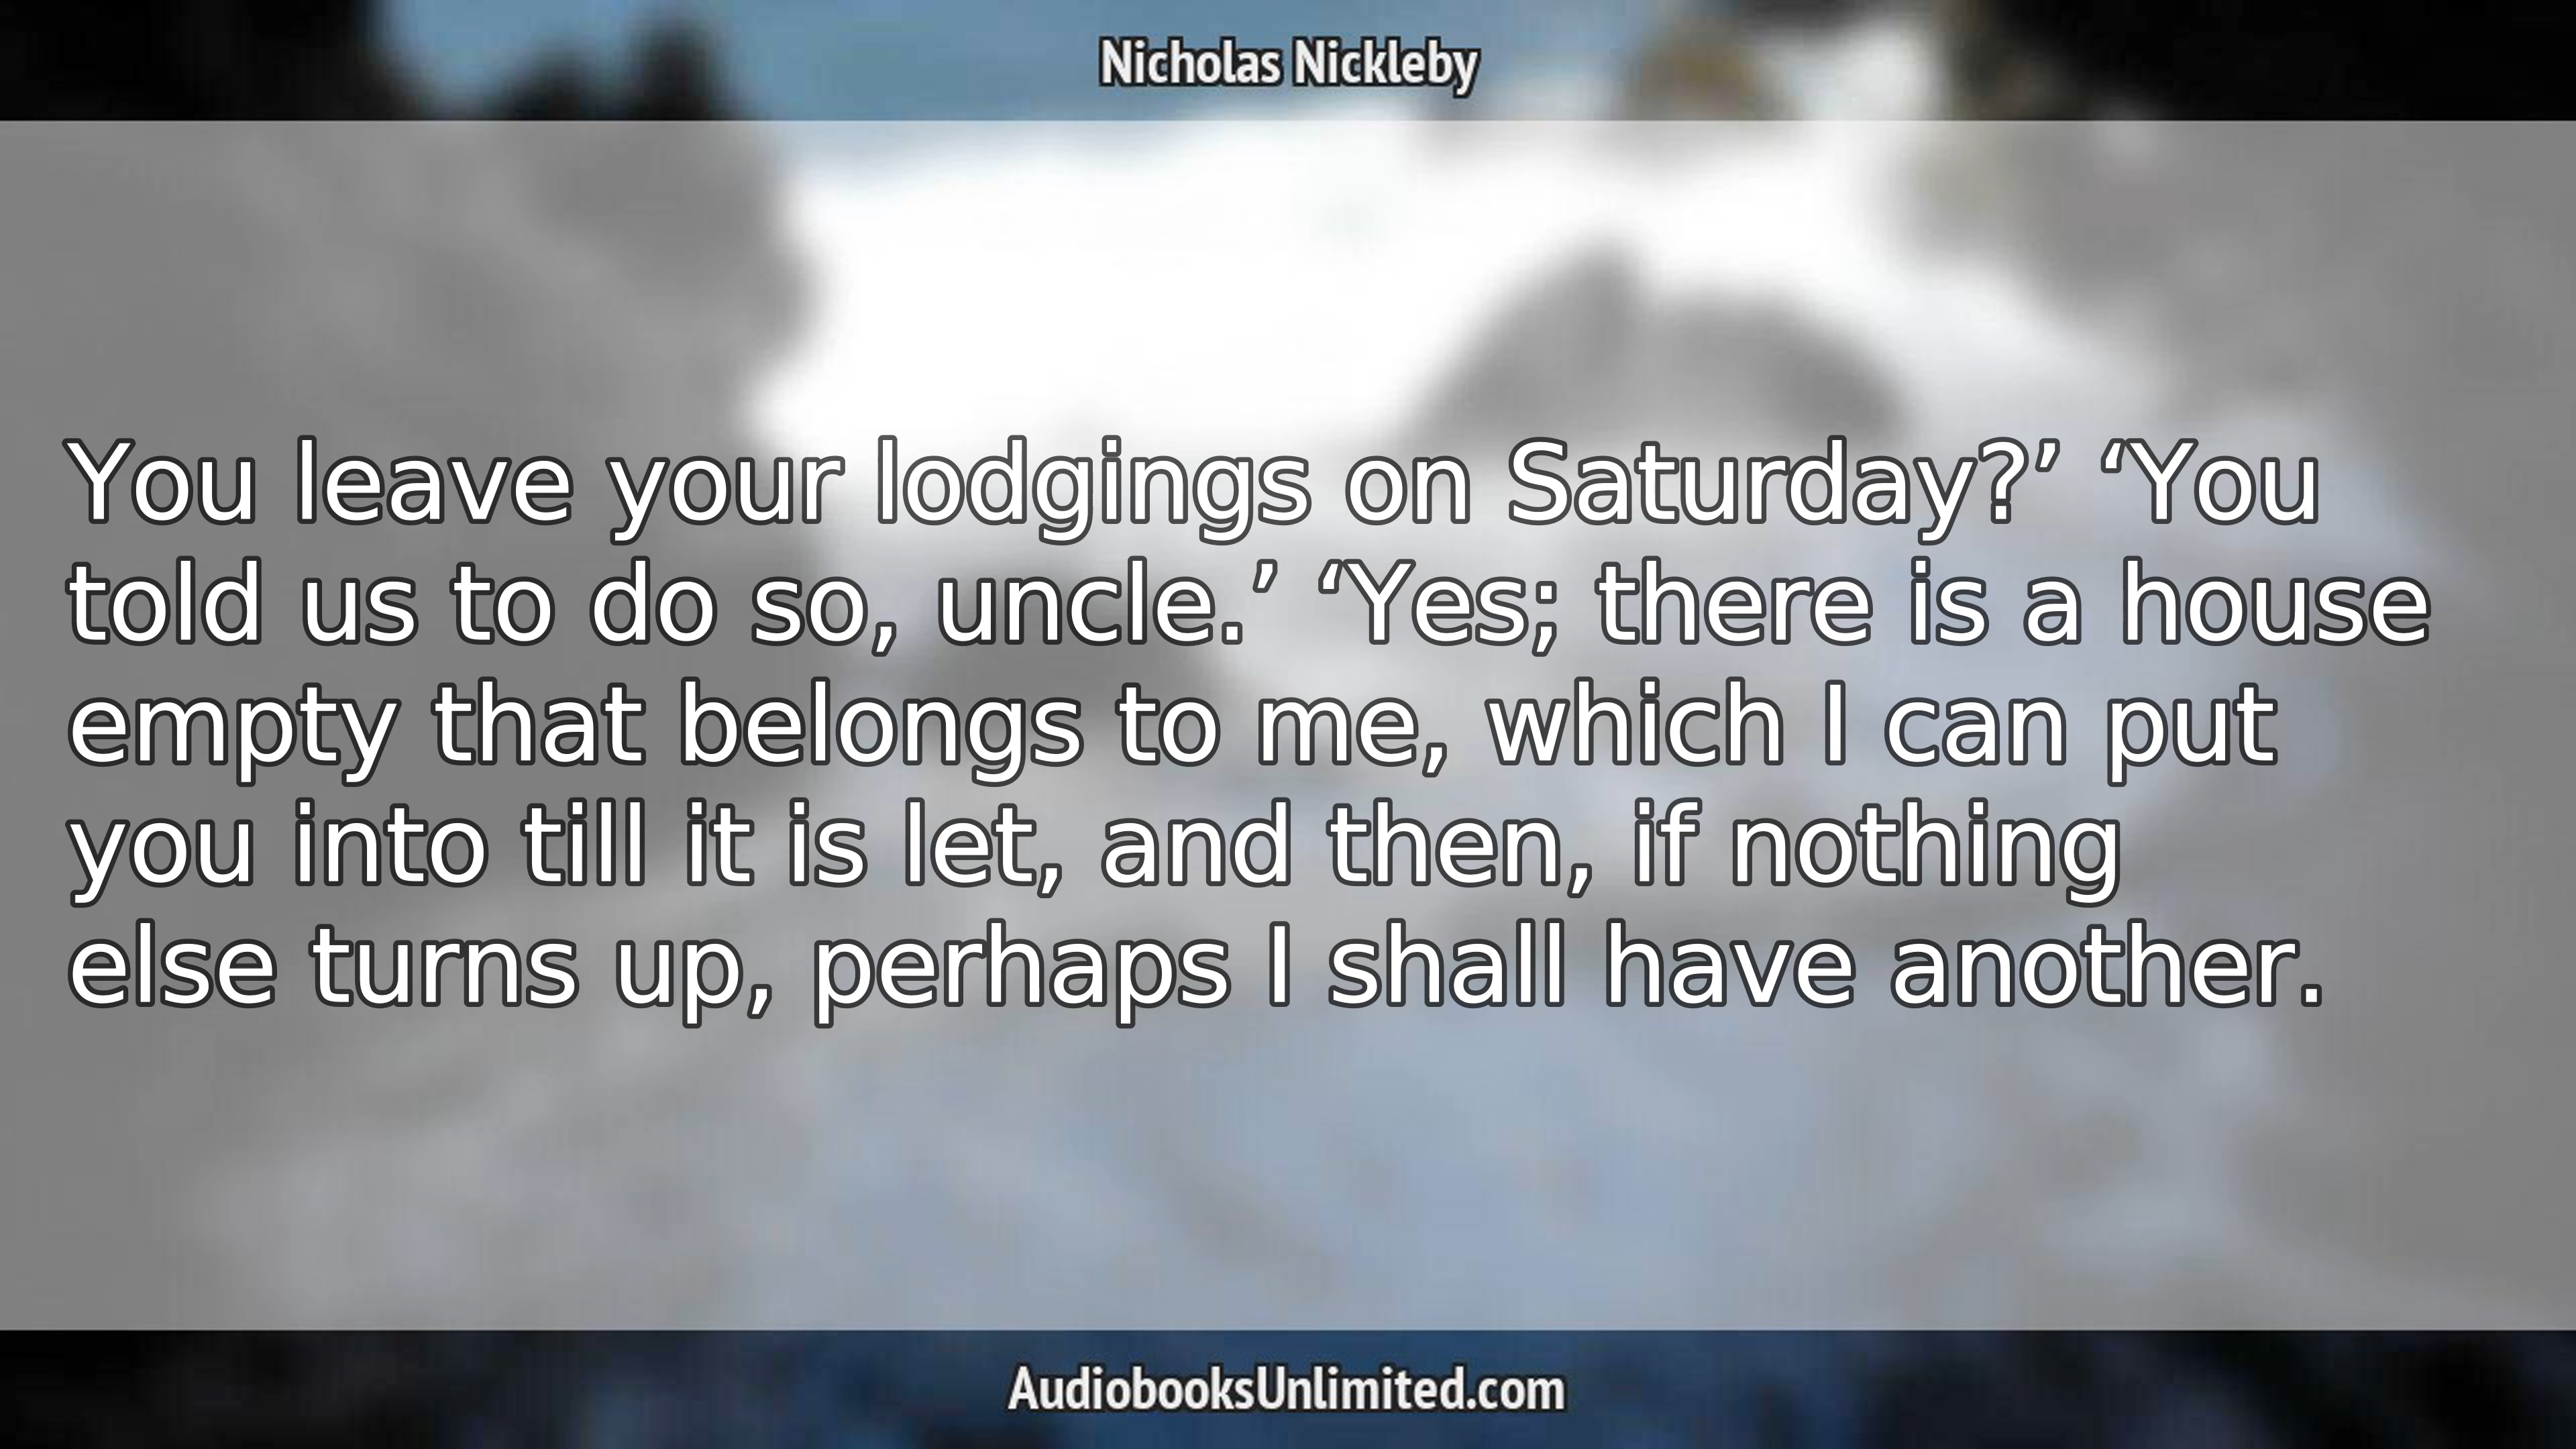 Nicholas Nickleby
You leave your lodgings on Saturday?’ ‘You
told us to do so, uncle.’ ‘Yes; there is a house
empty that belongs to me, which I can put
you into till it is let, and then, if nothing
else turns up, perhaps I shall have another.
AudiobooksUnlimited.com